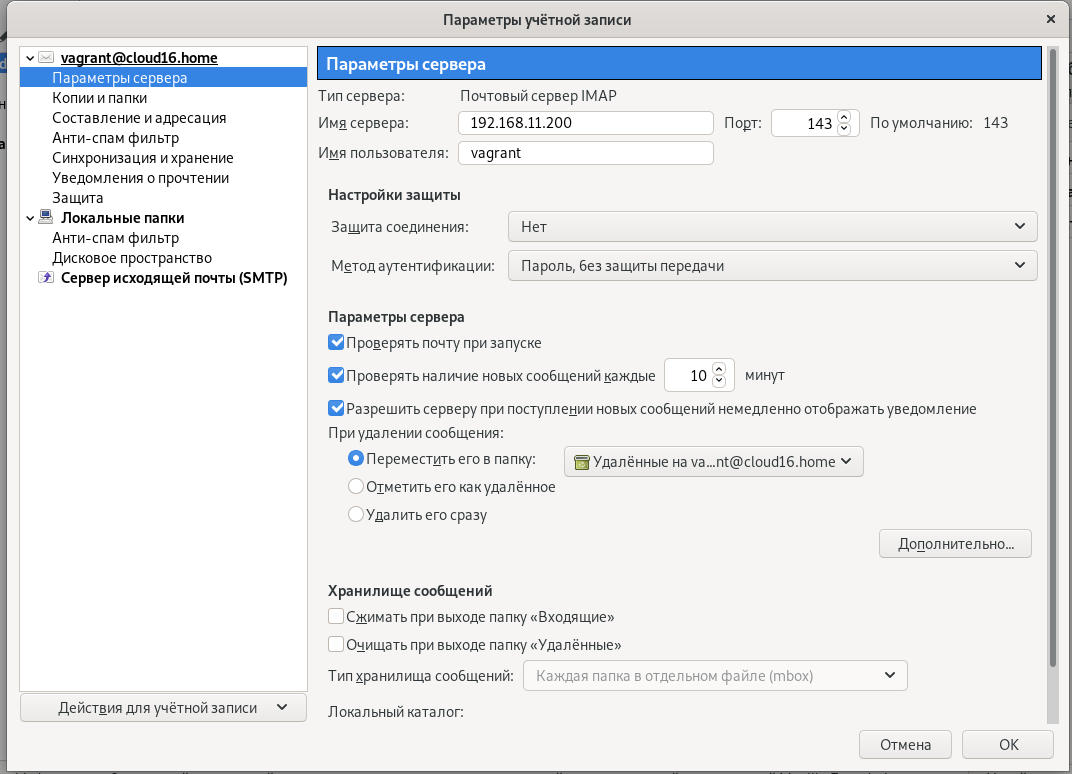 Параметры учётной записи
vagrant@cloud16.home
Параметры сервера
Копии и папки
Составление и адресация
Анти-спам фильтр
Синхронизация и хранение
Уведомления о прочтении
Защита
Локальные папки
Анти-спам фильтр
Дисковое пространство
Сервер исходящей почты (SMTP)
Действия для учётной записи
Параметры сервера
Тип сервера: Почтовый сервер IMAP
Имя сервера: 192.168.11.200 Порт: 143 По умолчанию: 143
Имя пользователя: vagrant
Настройки защиты
Защита соединения: Нет
Метод аутентификации: Пароль, без защиты передачи
Параметры сервера
Проверять почту при запуске
Проверять наличие новых сообщений каждые 10 минут
Разрешить серверу при поступлении новых сообщений немедленно отображать уведомление
При удалении сообщения:
Переместить его в папку: Удалённые на va...nt@cloud16.home
Отметить его как удалённое
Удалить его сразу
Дополнительно...
Хранилище сообщений
Сжимать при выходе папку «Входящие»
Очищать при выходе папку «Удалённые»
Тип хранилища сообщений: Каждая папка в отдельном файле (mbox)
Локальный каталог:
Отмена OK